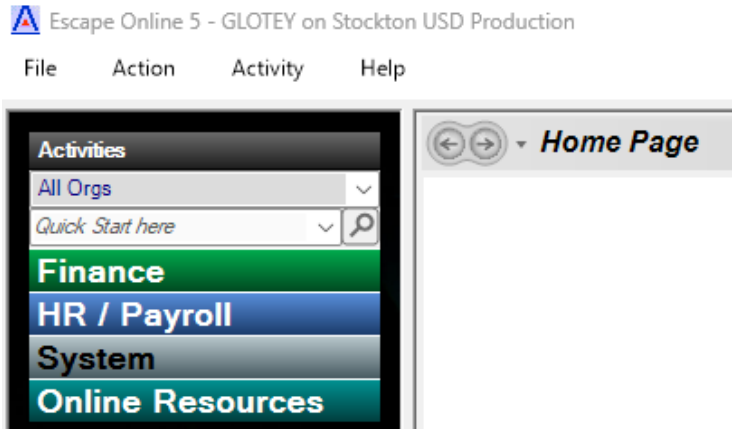 Escape Online 5 - GLOTEY on Stockton USD Production
File Action Activity Help
Activities
All Orgs
Quick Start here
Finance
HR / Payroll
System
Online Resources
Home Page